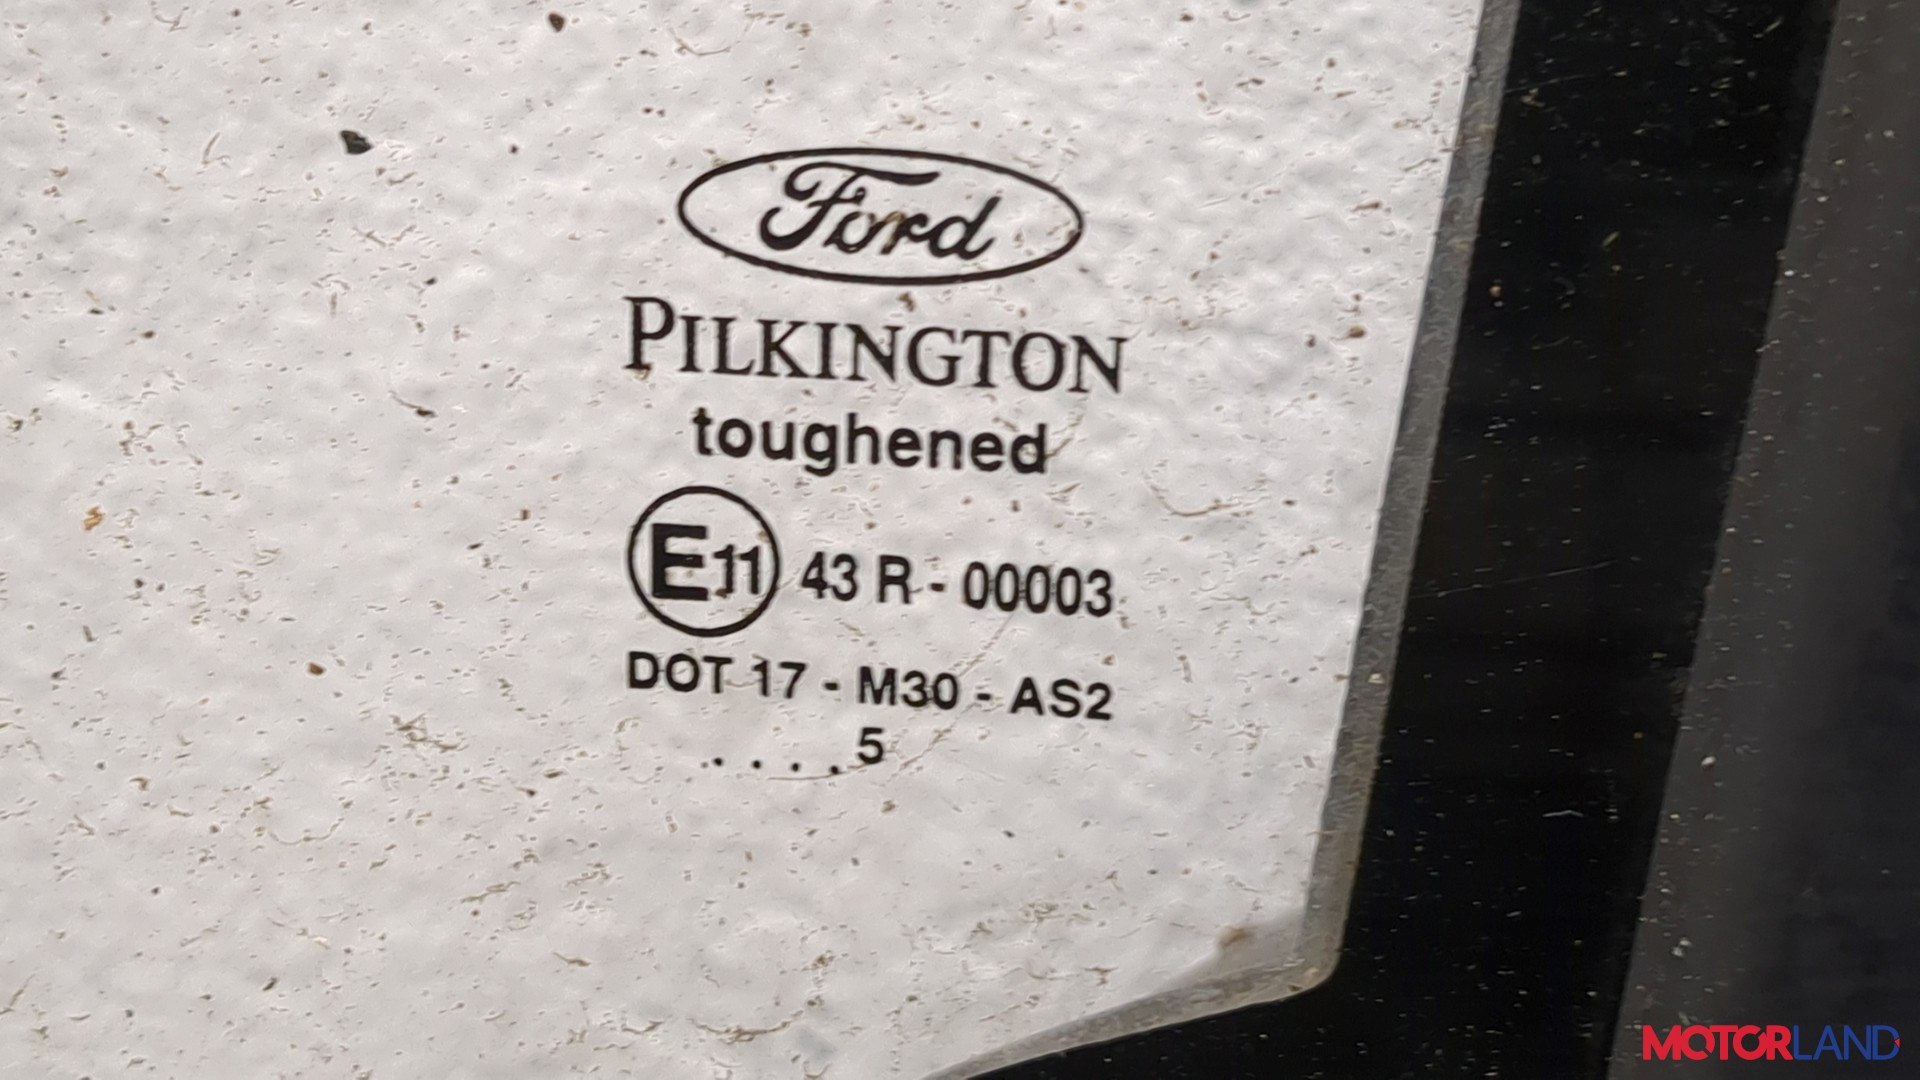 Ford
PILKINGTON
toughened
E11 43 R - 00003
DOT 17 - M30 - AS2
. . . . 5
MOTORLAND